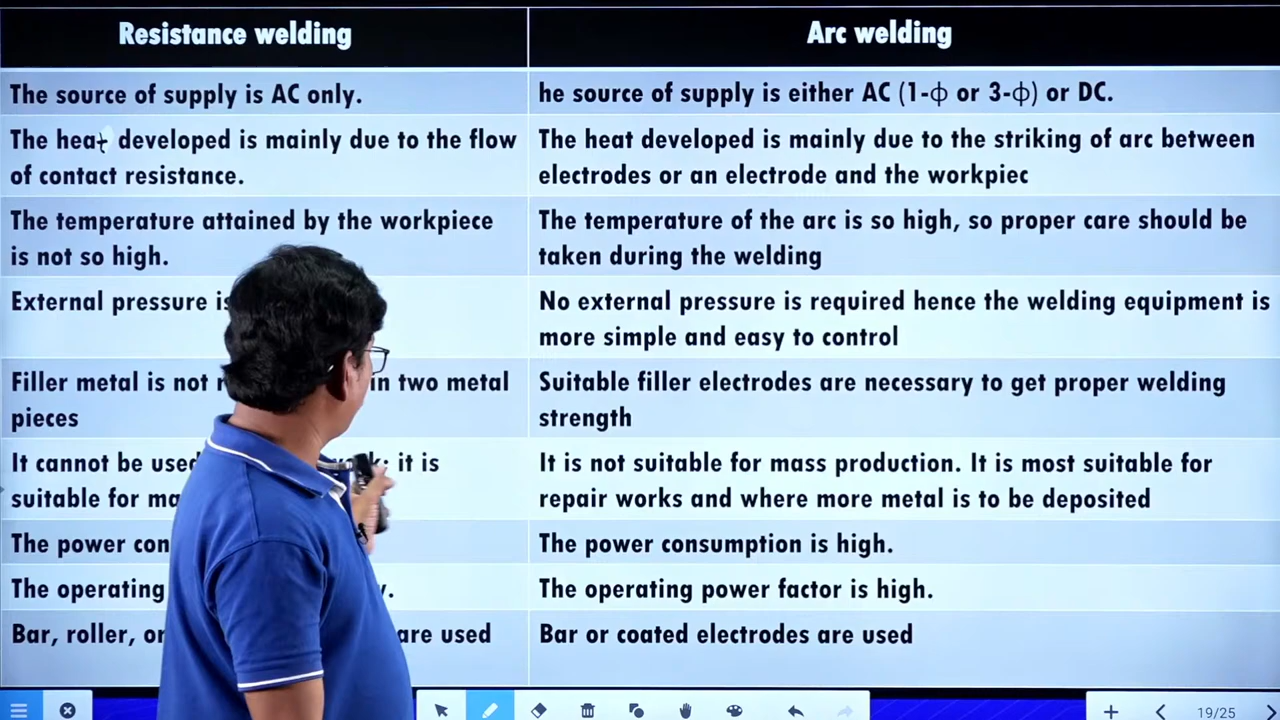 Resistance welding
Arc welding
The source of supply is AC only.
he source of supply is either AC (1-ϕ or 3-ϕ) or DC.
The heat developed is mainly due to the flow
of contact resistance.
The heat developed is mainly due to the striking of arc between
electrodes or an electrode and the workpiec
The temperature attained by the workpiece
is not so high.
The temperature of the arc is so high, so proper care should be
taken during the welding
External pressure
No external pressure is required hence the welding equipment is
more simple and easy to control
Filler metal is not in two metal
pieces
Suitable filler electrodes are necessary to get proper welding
strength
It cannot be used it is
suitable for
It is not suitable for mass production. It is most suitable for
repair works and where more metal is to be deposited
The power
The power consumption is high.
The operating
The operating power factor is high.
Bar, roller, or are used
Bar or coated electrodes are used
19/25